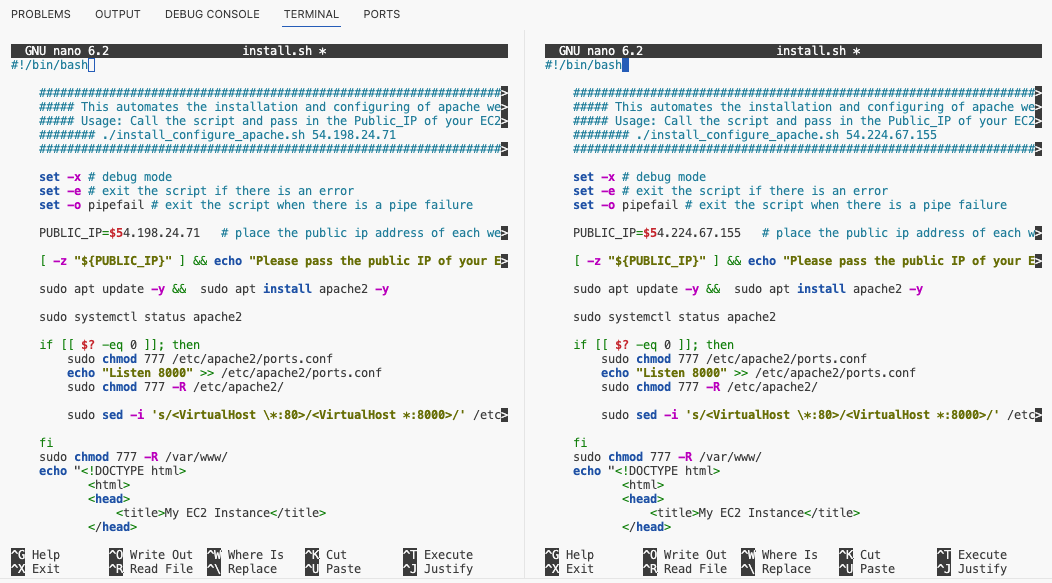 PROBLEMS OUTPUT DEBUG CONSOLE TERMINAL PORTS
GNU nano 6.2 install.sh *
#!/bin/bash
##################################################################>
##### This automates the installation and configuring of apache we>
##### Usage: Call the script and pass in the Public_IP of your EC2>
######## ./install_configure_apache.sh 54.198.24.71
##################################################################>
set -x # debug mode
set -e # exit the script if there is an error
set -o pipefail # exit the script when there is a pipe failure
PUBLIC_IP=$54.198.24.71 # place the public ip address of each we>
[ -z "${PUBLIC_IP}" ] && echo "Please pass the public IP of your E>
sudo apt update -y && sudo apt install apache2 -y
sudo systemctl status apache2
if [[ $? -eq 0 ]]; then
sudo chmod 777 /etc/apache2/ports.conf
echo "Listen 8000" >> /etc/apache2/ports.conf
sudo chmod 777 -R /etc/apache2/
sudo sed -i 's/<VirtualHost \*:80>/<VirtualHost *:8000>/' /etc>
fi
sudo chmod 777 -R /var/www/
echo "<!DOCTYPE html>
<html>
<head>
<title>My EC2 Instance</title>
</head>
^G Help ^O Write Out ^W Where Is ^K Cut ^T Execute
^X Exit ^R Read File ^\ Replace ^U Paste ^J Justify
GNU nano 6.2 install.sh *
#!/bin/bash
##################################################################>
##### This automates the installation and configuring of apache we>
##### Usage: Call the script and pass in the Public_IP of your EC2>
######## ./install_configure_apache.sh 54.224.67.155
##################################################################>
set -x # debug mode
set -e # exit the script if there is an error
set -o pipefail # exit the script when there is a pipe failure
PUBLIC_IP=$54.224.67.155 # place the public ip address of each w>
[ -z "${PUBLIC_IP}" ] && echo "Please pass the public IP of your E>
sudo apt update -y && sudo apt install apache2 -y
sudo systemctl status apache2
if [[ $? -eq 0 ]]; then
sudo chmod 777 /etc/apache2/ports.conf
echo "Listen 8000" >> /etc/apache2/ports.conf
sudo chmod 777 -R /etc/apache2/
sudo sed -i 's/<VirtualHost \*:80>/<VirtualHost *:8000>/' /etc>
fi
sudo chmod 777 -R /var/www/
echo "<!DOCTYPE html>
<html>
<head>
<title>My EC2 Instance</title>
</head>
^G Help ^O Write Out ^W Where Is ^K Cut ^T Execute
^X Exit ^R Read File ^\ Replace ^U Paste ^J Justify